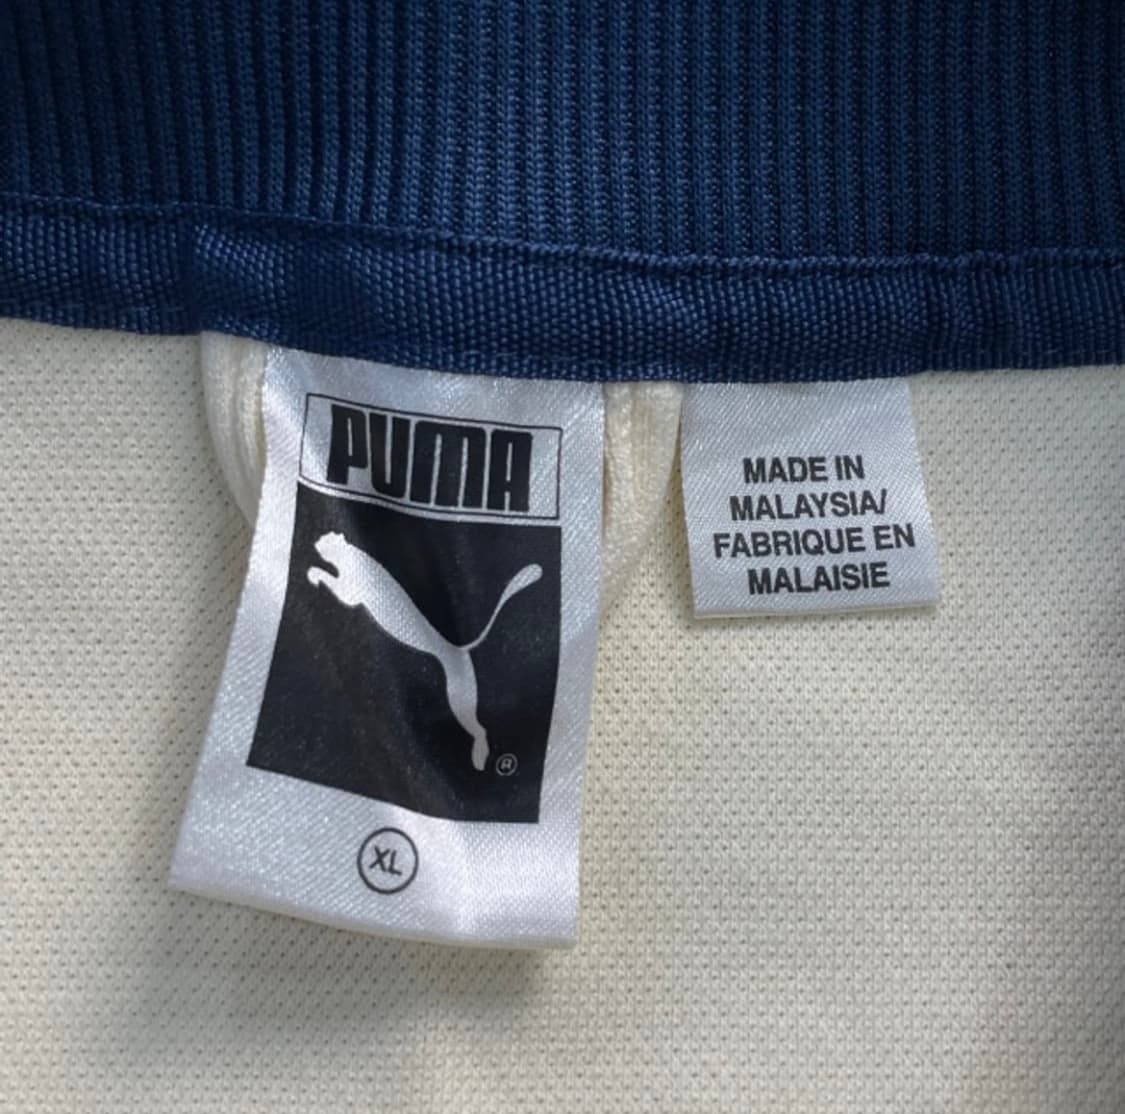 PUMA
®
XL
MADE IN
MALAYSIA/
FABRIQUE EN
MALAISIE